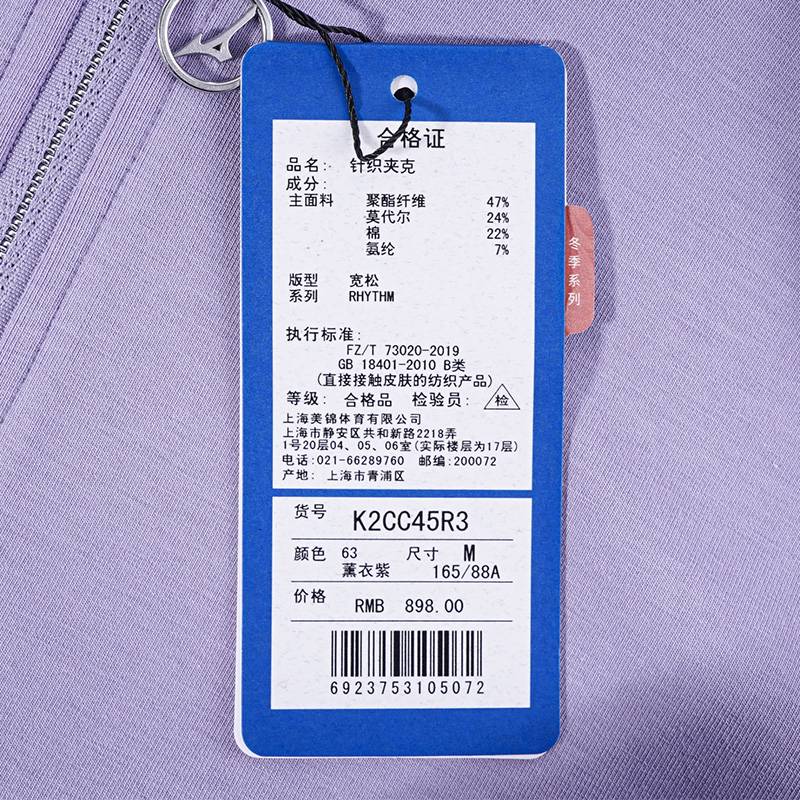 合格证
品名: 针织夹克
成分:
主面料 聚酯纤维 47%
莫代尔 24%
棉 22%
氨纶 7%
版型 宽松
系列 RHYTHM
执行标准:
FZ/T 73020-2019
GB 18401-2010 B类
(直接接触皮肤的纺织产品)
等级: 合格品 检验员: 检
上海美锦体育有限公司
上海市静安区共和新路2218弄
1号20层04、05、06室(实际楼层为17层)
电话:021-66289760 邮编:200072
产地: 上海市青浦区
货号 K2CC45R3
颜色 63 尺寸 M
薰衣紫 165/88A
价格 RMB 898.00
6923753105072
冬季系列